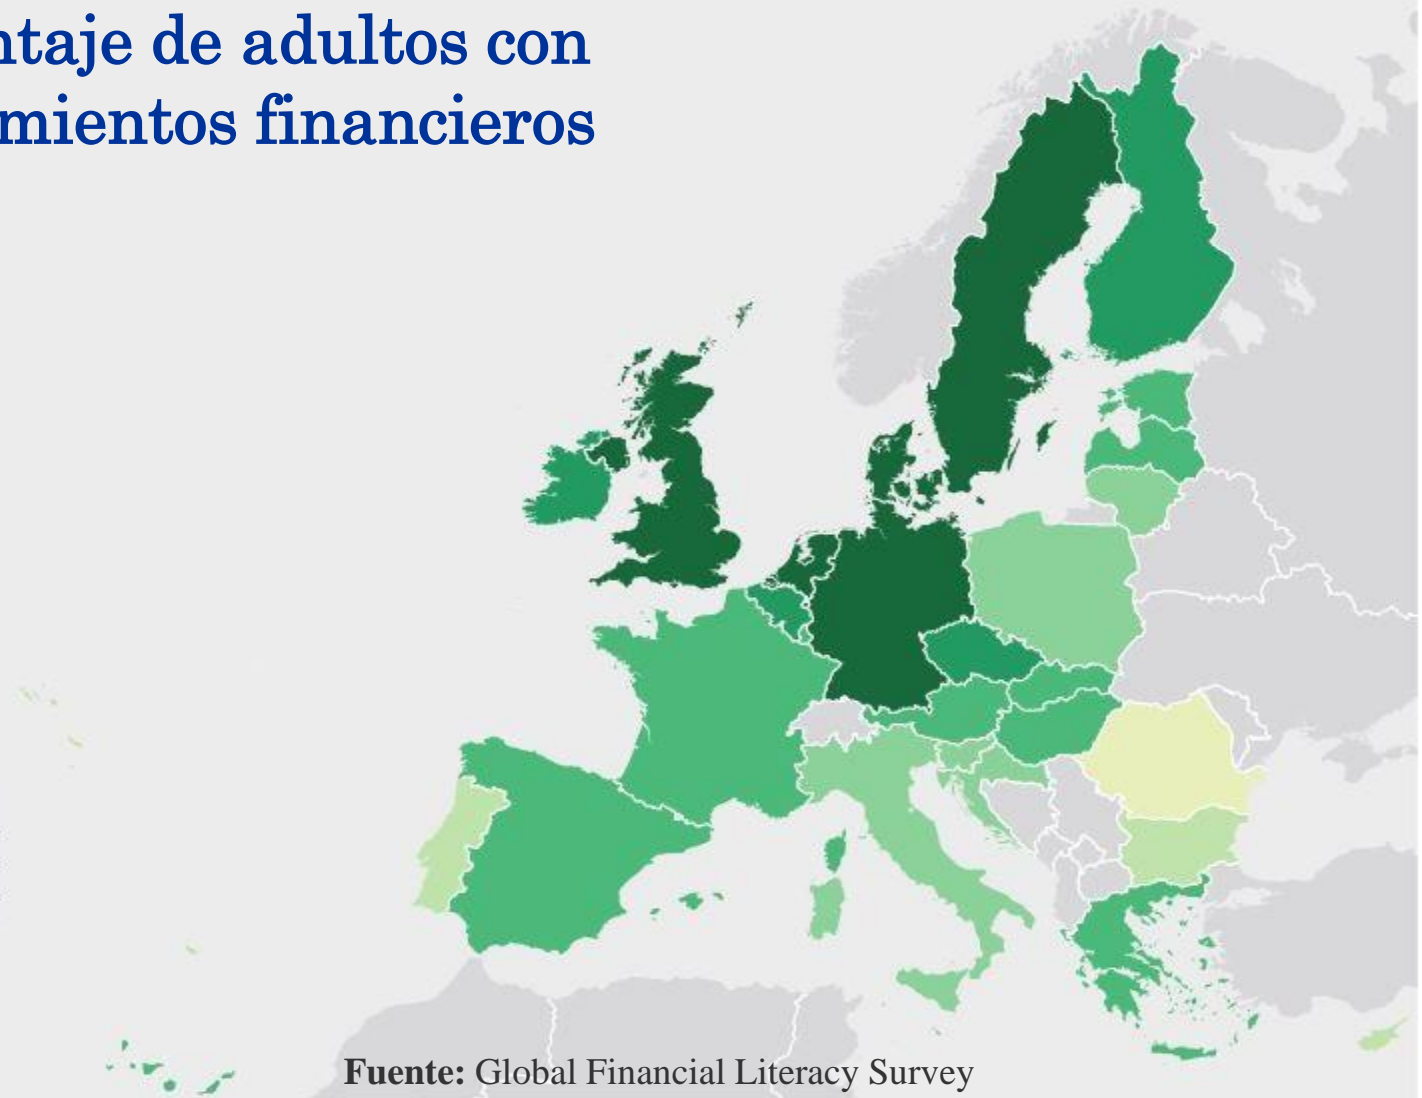 ntaje de adultos con
mientos financieros
Fuente: Global Financial Literacy Survey